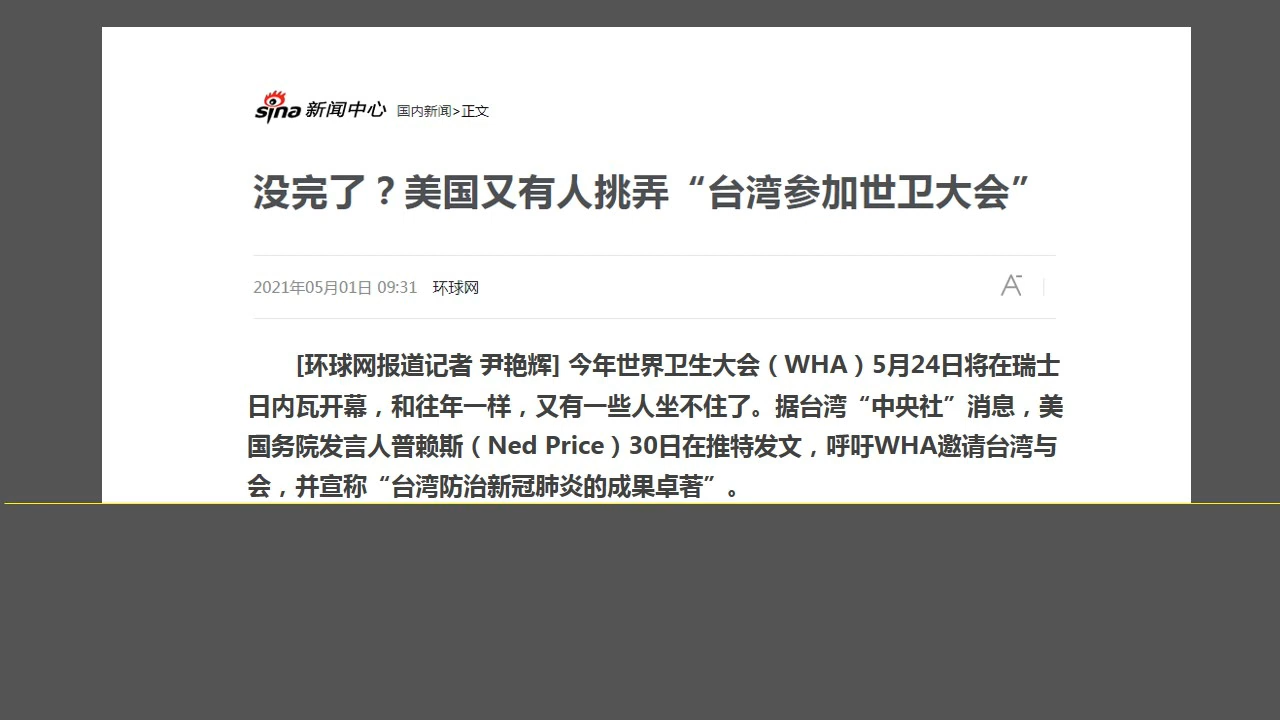 sina 新闻中心 国内新闻>正文
没完了？美国又有人挑弄“台湾参加世卫大会”
2021年05月01日 09:31 环球网
A-
[环球网报道记者 尹艳辉] 今年世界卫生大会（WHA）5月24日将在瑞士
日内瓦开幕，和往年一样，又有一些人坐不住了。据台湾“中央社”消息，美
国务院发言人普赖斯（Ned Price）30日在推特发文，呼吁WHA邀请台湾与
会，并宣称“台湾防治新冠肺炎的成果卓著”。